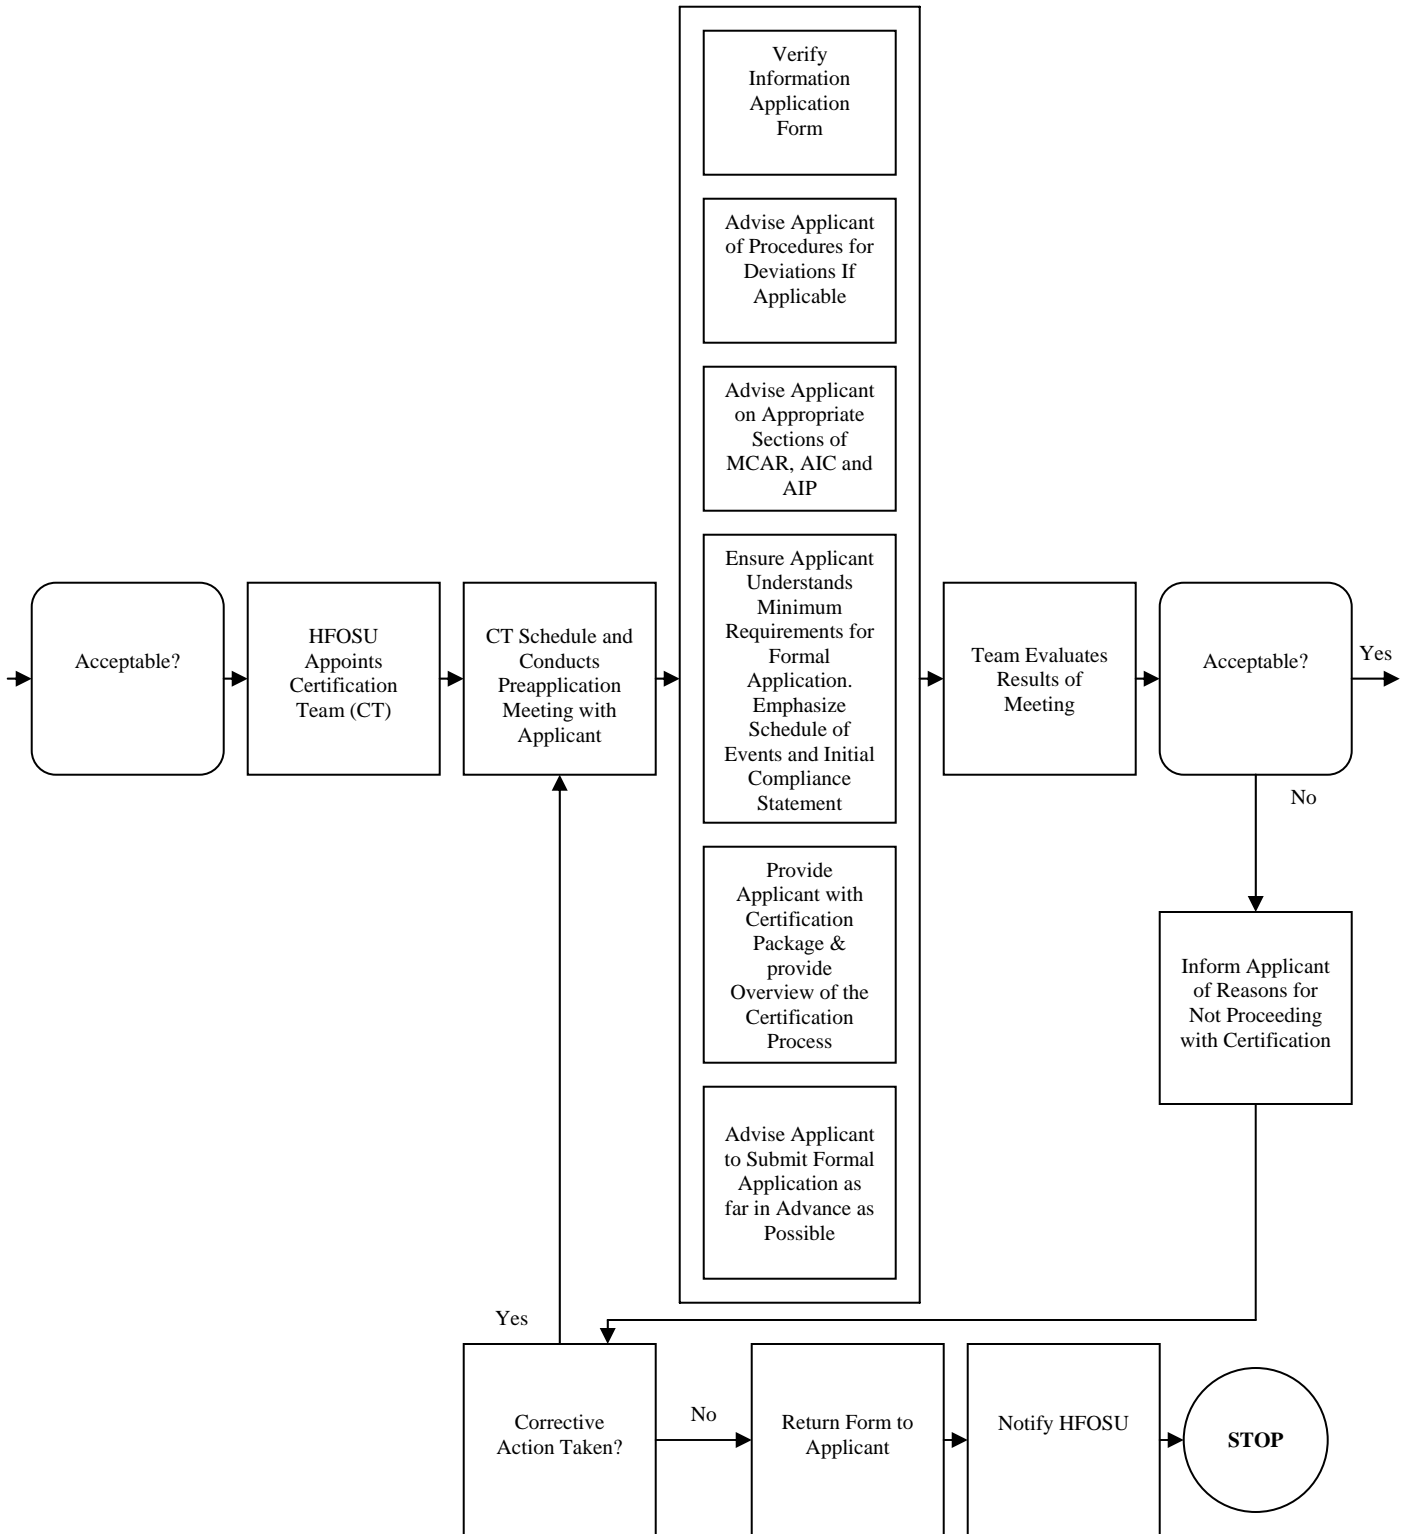 Verify
Information
Application
Form
Advise Applicant
of Procedures for
Deviations If
Applicable
Advise Applicant
on Appropriate
Sections of
MCAR, AIC and
AIP
Acceptable?
HFOSU
Appoints
Certification
Team (CT)
CT Schedule and
Conducts
Preapplication
Meeting with
Applicant
Ensure Applicant
Understands
Minimum
Requirements for
Formal
Application.
Emphasize
Schedule of
Events and Initial
Compliance
Statement
Team Evaluates
Results of
Meeting
Acceptable?
Yes
No
Provide
Applicant with
Certification
Package &
provide
Overview of the
Certification
Process
Inform Applicant
of Reasons for
Not Proceeding
with Certification
Advise Applicant
to Submit Formal
Application as
far in Advance as
Possible
Yes
Corrective
Action Taken?
No
Return Form to
Applicant
Notify HFOSU
STOP